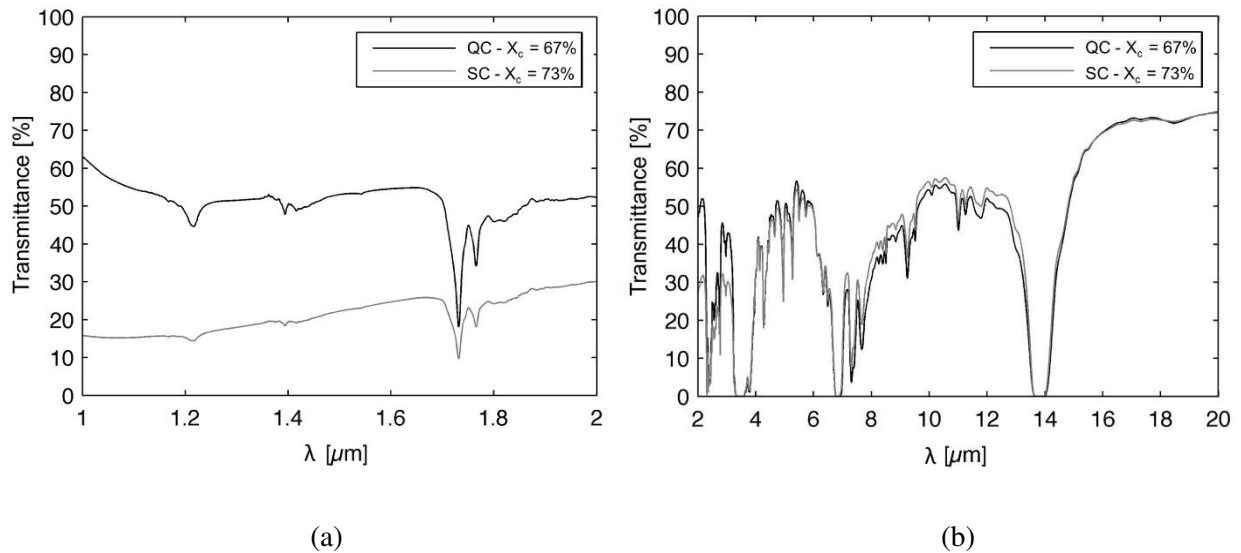 100
90
80
70
60
50
40
30
20
10
0
Transmittance [%]
QC - Xc = 67%
SC - Xc = 73%
1 1.2 1.4 1.6 1.8 2
λ [µm]
(a)
100
90
80
70
60
50
40
30
20
10
0
Transmittance [%]
QC - Xc = 67%
SC - Xc = 73%
2 4 6 8 10 12 14 16 18 20
λ [µm]
(b)